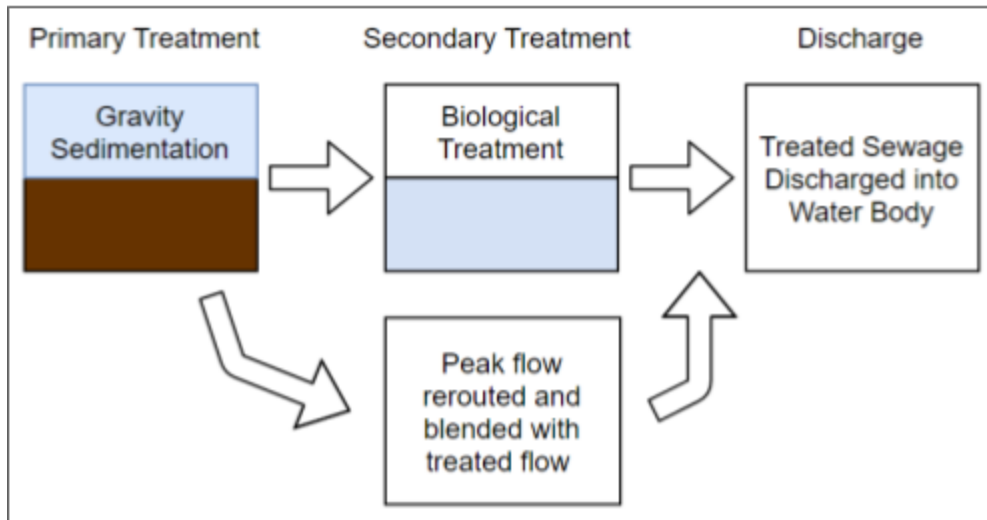 Primary Treatment
Secondary Treatment
Discharge
Gravity
Sedimentation
Biological
Treatment
Treated Sewage
Discharged into
Water Body
Peak flow
rerouted and
blended with
treated flow